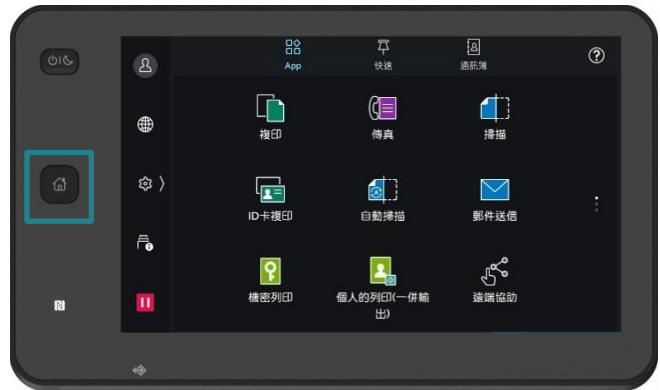 App
快速
通訊簿
複印
傳真
掃描
ID卡複印
自動掃描
郵件送信
機密列印
個人的列印(一併輸
出)
遠端協助